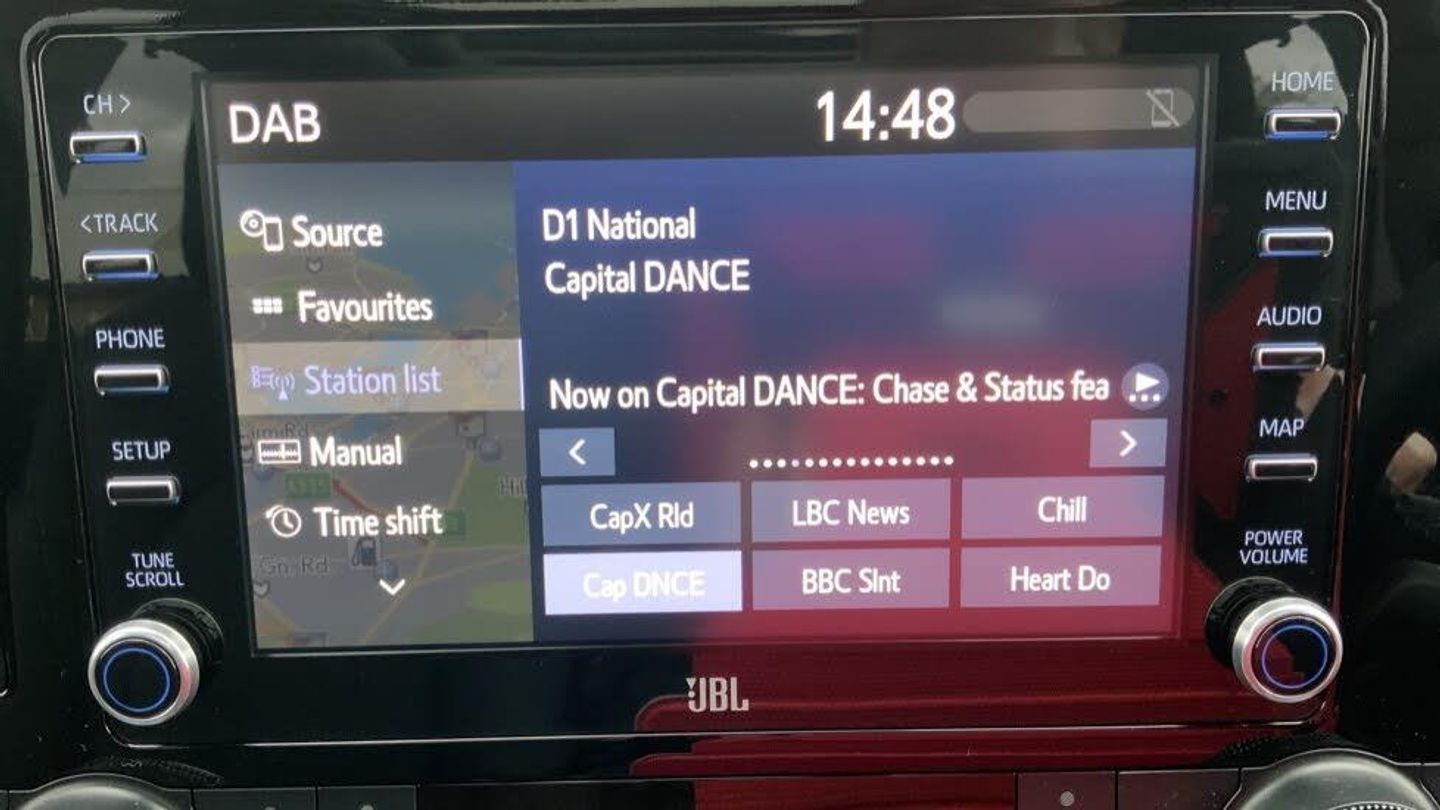 CH >
DAB
14:48
HOME
<TRACK
Source
D1 National
MENU
Capital DANCE
Favourites
PHONE
AUDIO
Station list
Now on Capital DANCE: Chase & Status fea
SETUP
Manual
<
>
MAP
TUNE
SCROLL
Time shift
CapX Rld
LBC News
Chill
POWER
VOLUME
Gn. Rd
Cap DNCE
BBC Slnt
Heart Do
JBL